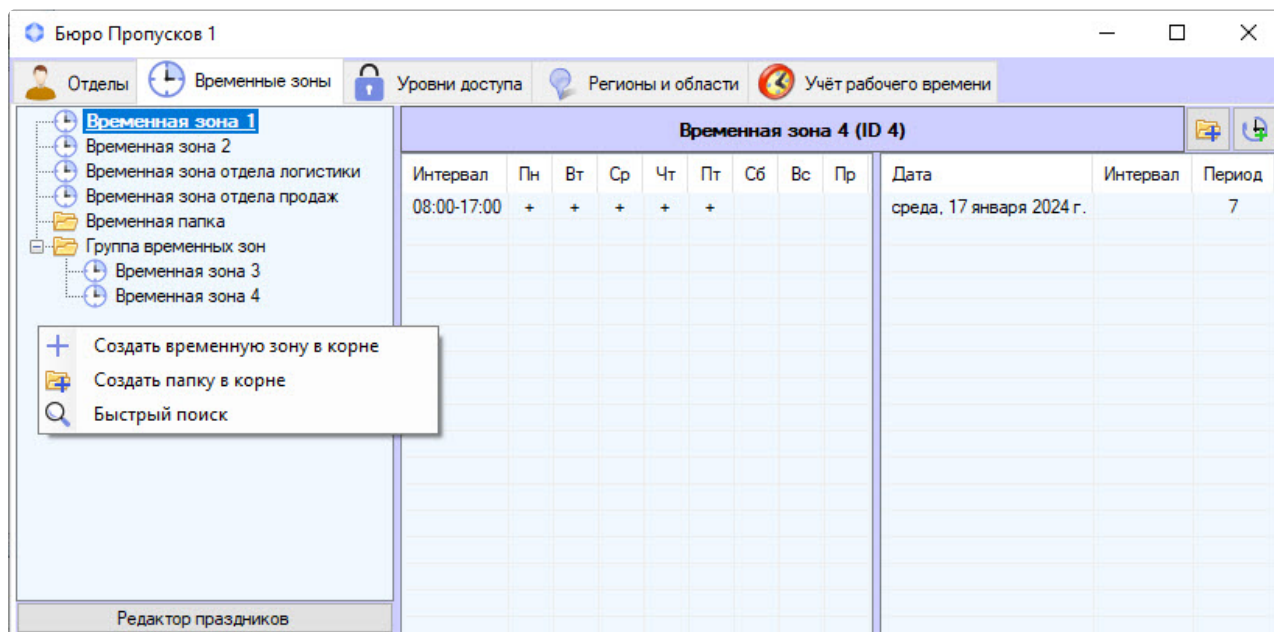 Бюро Пропусков 1
Отделы Временные зоны Уровни доступа Регионы и области Учёт рабочего времени
Временная зона 1
Временная зона 2
Временная зона отдела логистики
Временная зона отдела продаж
Временная папка
Группа временных зон
Временная зона 3
Временная зона 4
Создать временную зону в корне
Создать папку в корне
Быстрый поиск
Редактор праздников
Временная зона 4 (ID 4)
Интервал Пн Вт Ср Чт Пт Сб Вс Пр
08:00-17:00 + + + + +
Дата Интервал Период
среда, 17 января 2024 г. 7